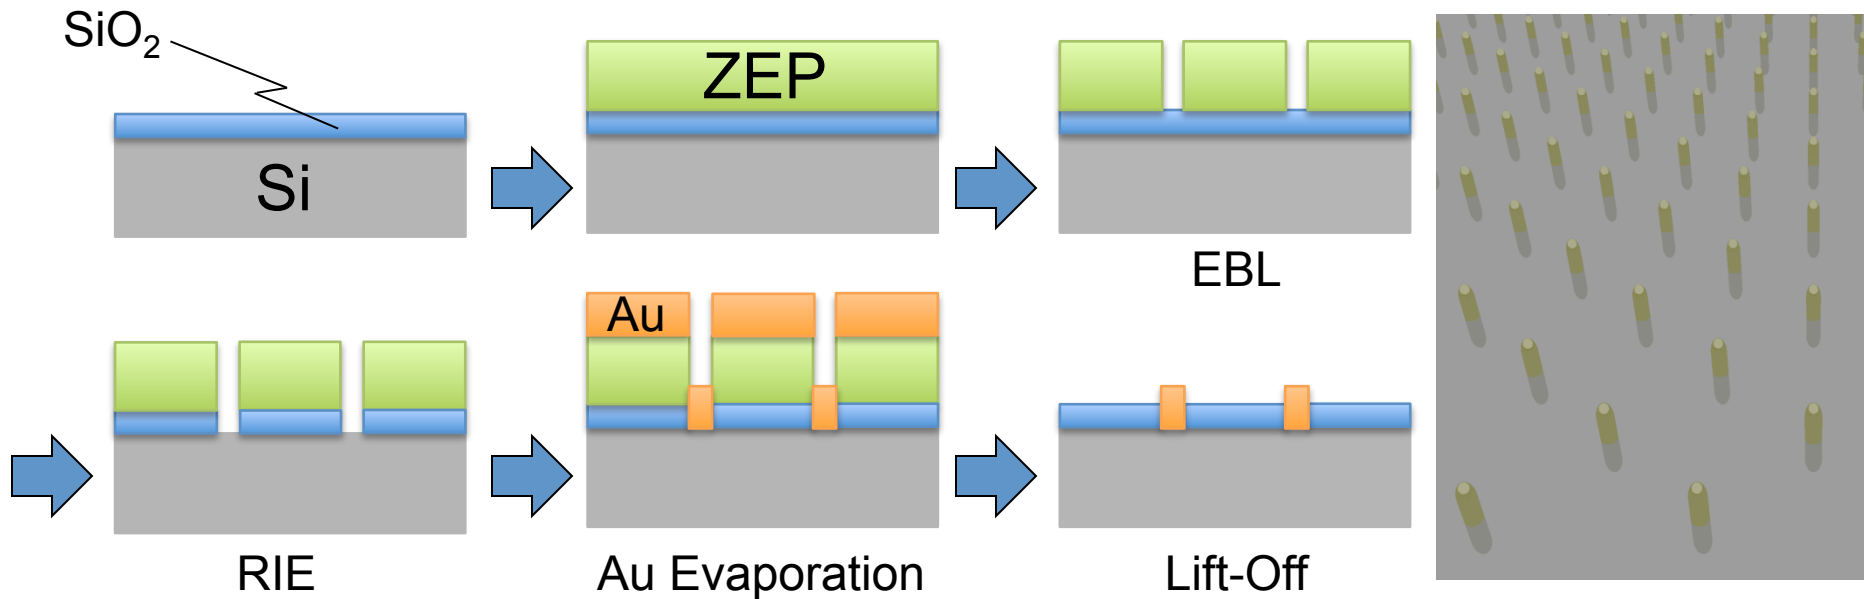 SiO₂
Si
ZEP
EBL
RIE
Au
Au Evaporation
Lift-Off